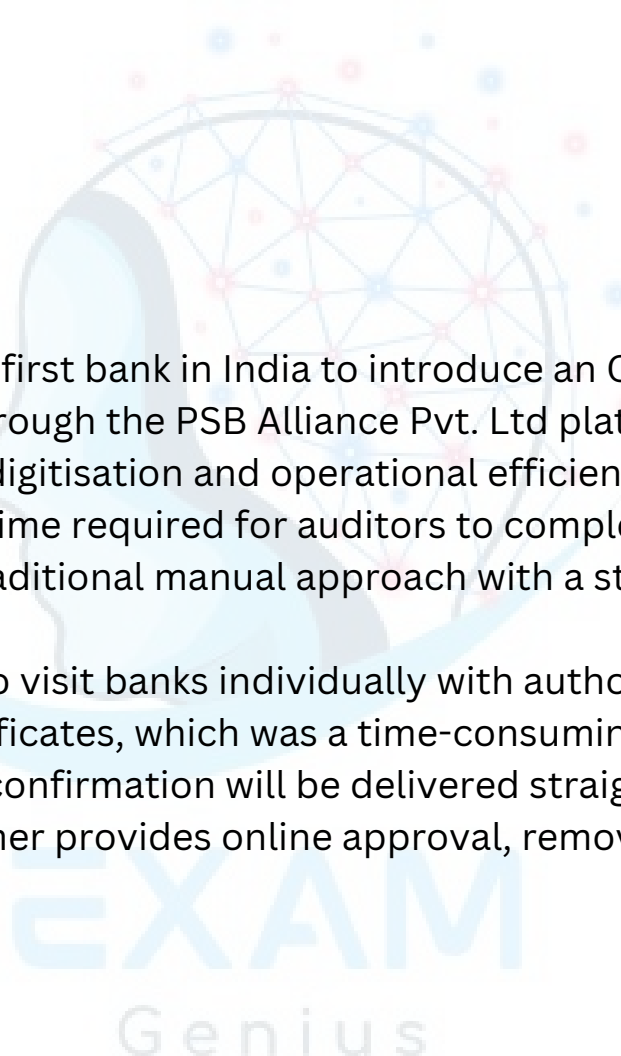 first bank in India to introduce an
rough the PSB Alliance Pvt. Ltd plat
digitisation and operational efficien
ime required for auditors to comple
aditional manual approach with a st
o visit banks individually with autho
ficates, which was a time-consumin
confirmation will be delivered straig
ner provides online approval, remov
EXAM
Genius